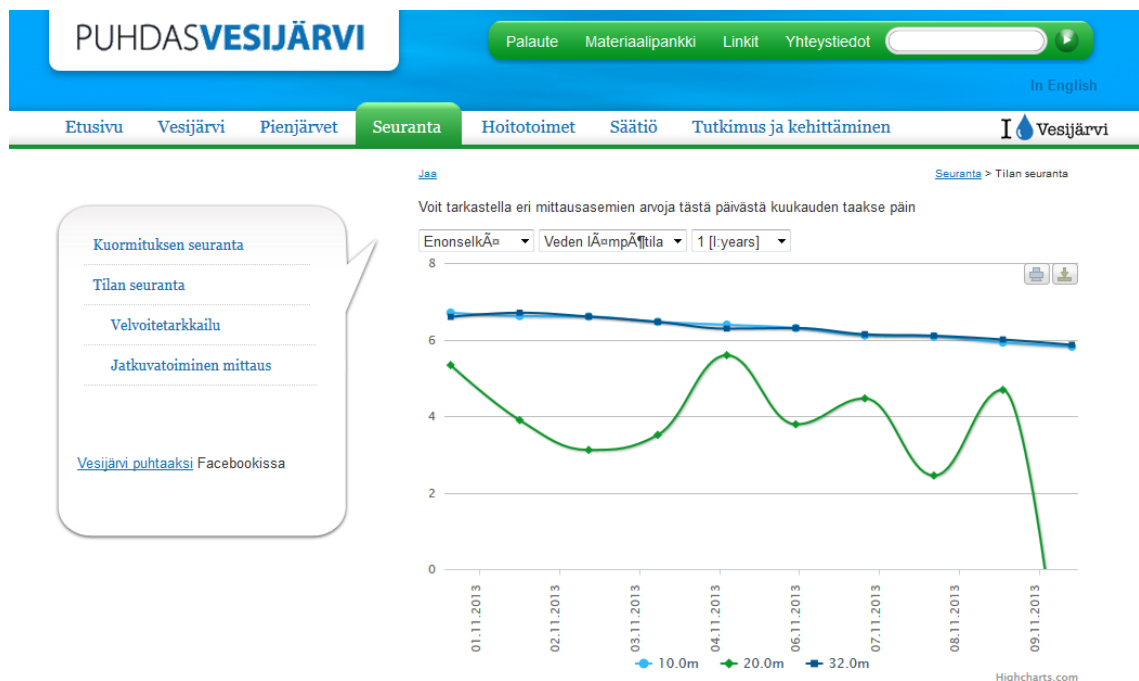 PUHDASVESIJÄRVI
Palaute Materiaalipankki Linkit Yhteystiedot
In English
Etusivu Vesijärvi Pienjärvet Seuranta Hoitotoimet Säätiö Tutkimus ja kehittäminen I Vesijärvi
Jaa
Seuranta > Tilan seuranta
Voit tarkastella eri mittausasemien arvoja tästä päivästä kuukauden taakse päin
EnonselkÃ¤ Veden lÃ¤mpÃ¶tila 1 [l:years]
Kuormituksen seuranta
Tilan seuranta
Velvoitetarkkailu
Jatkuvatoiminen mittaus
Vesijärvi puhtaaksi Facebookissa
8
6
4
2
0
01.11.2013
02.11.2013
03.11.2013
04.11.2013
06.11.2013
07.11.2013
08.11.2013
09.11.2013
10.0m 20.0m 32.0m
Highcharts.com